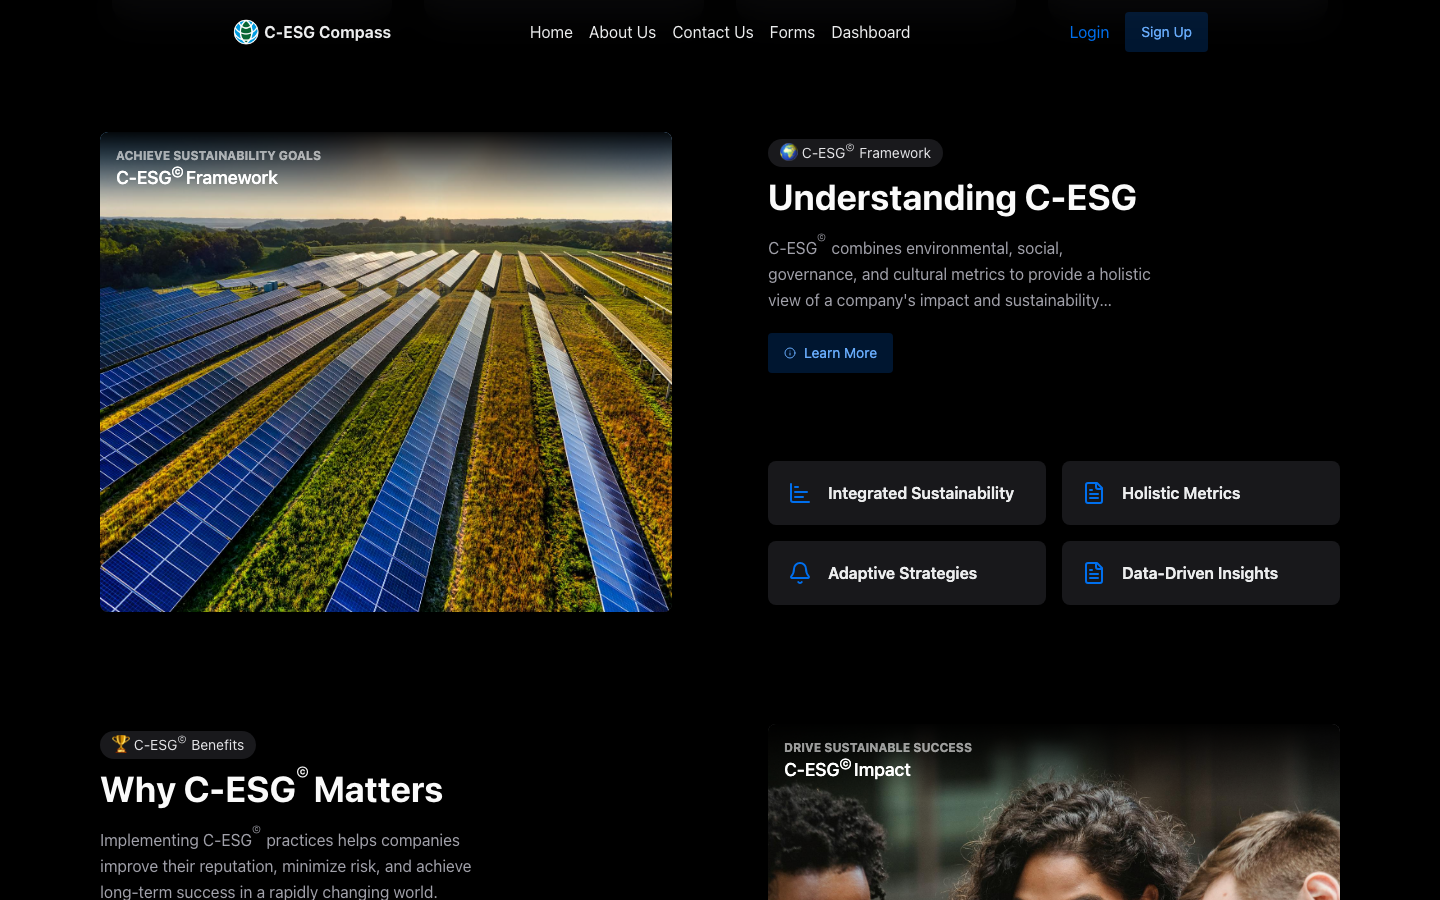 C-ESG Compass
Home About Us Contact Us Forms Dashboard
Login Sign Up
ACHIEVE SUSTAINABILITY GOALS
C-ESG© Framework
🌍 C-ESG© Framework
Understanding C-ESG
C-ESG© combines environmental, social,
governance, and cultural metrics to provide a holistic
view of a company's impact and sustainability...
Learn More
Integrated Sustainability
Holistic Metrics
Adaptive Strategies
Data-Driven Insights
🏆 C-ESG© Benefits
Why C-ESG© Matters
Implementing C-ESG© practices helps companies
improve their reputation, minimize risk, and achieve
long-term success in a rapidly changing world.
DRIVE SUSTAINABLE SUCCESS
C-ESG© Impact